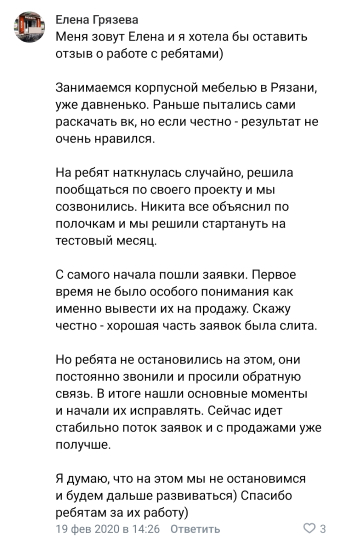 Елена Грязева
Меня зовут Елена и я хотела бы оставить
отзыв о работе с ребятами)
Занимаемся корпусной мебелью в Рязани,
уже давненько. Раньше пытались сами
раскачать вк, но если честно - результат не
очень нравился.
На ребят наткнулась случайно, решила
пообщаться по своего проекту и мы
созвонились. Никита все объяснил по
полочкам и мы решили стартануть на
тестовый месяц.
С самого начала пошли заявки. Первое
время не было особого понимания как
именно вывести их на продажу. Скажу
честно - хорошая часть заявок была слита.
Но ребята не остановились на этом, они
постоянно звонили и просили обратную
связь. В итоге нашли основные моменты
и начали их исправлять. Сейчас идет
стабильно поток заявок и с продажами уже
получше.
Я думаю, что на этом мы не остановимся
и будем дальше развиваться) Спасибо
ребятам за их работу)
19 фев 2020 в 14:26 Ответить 3